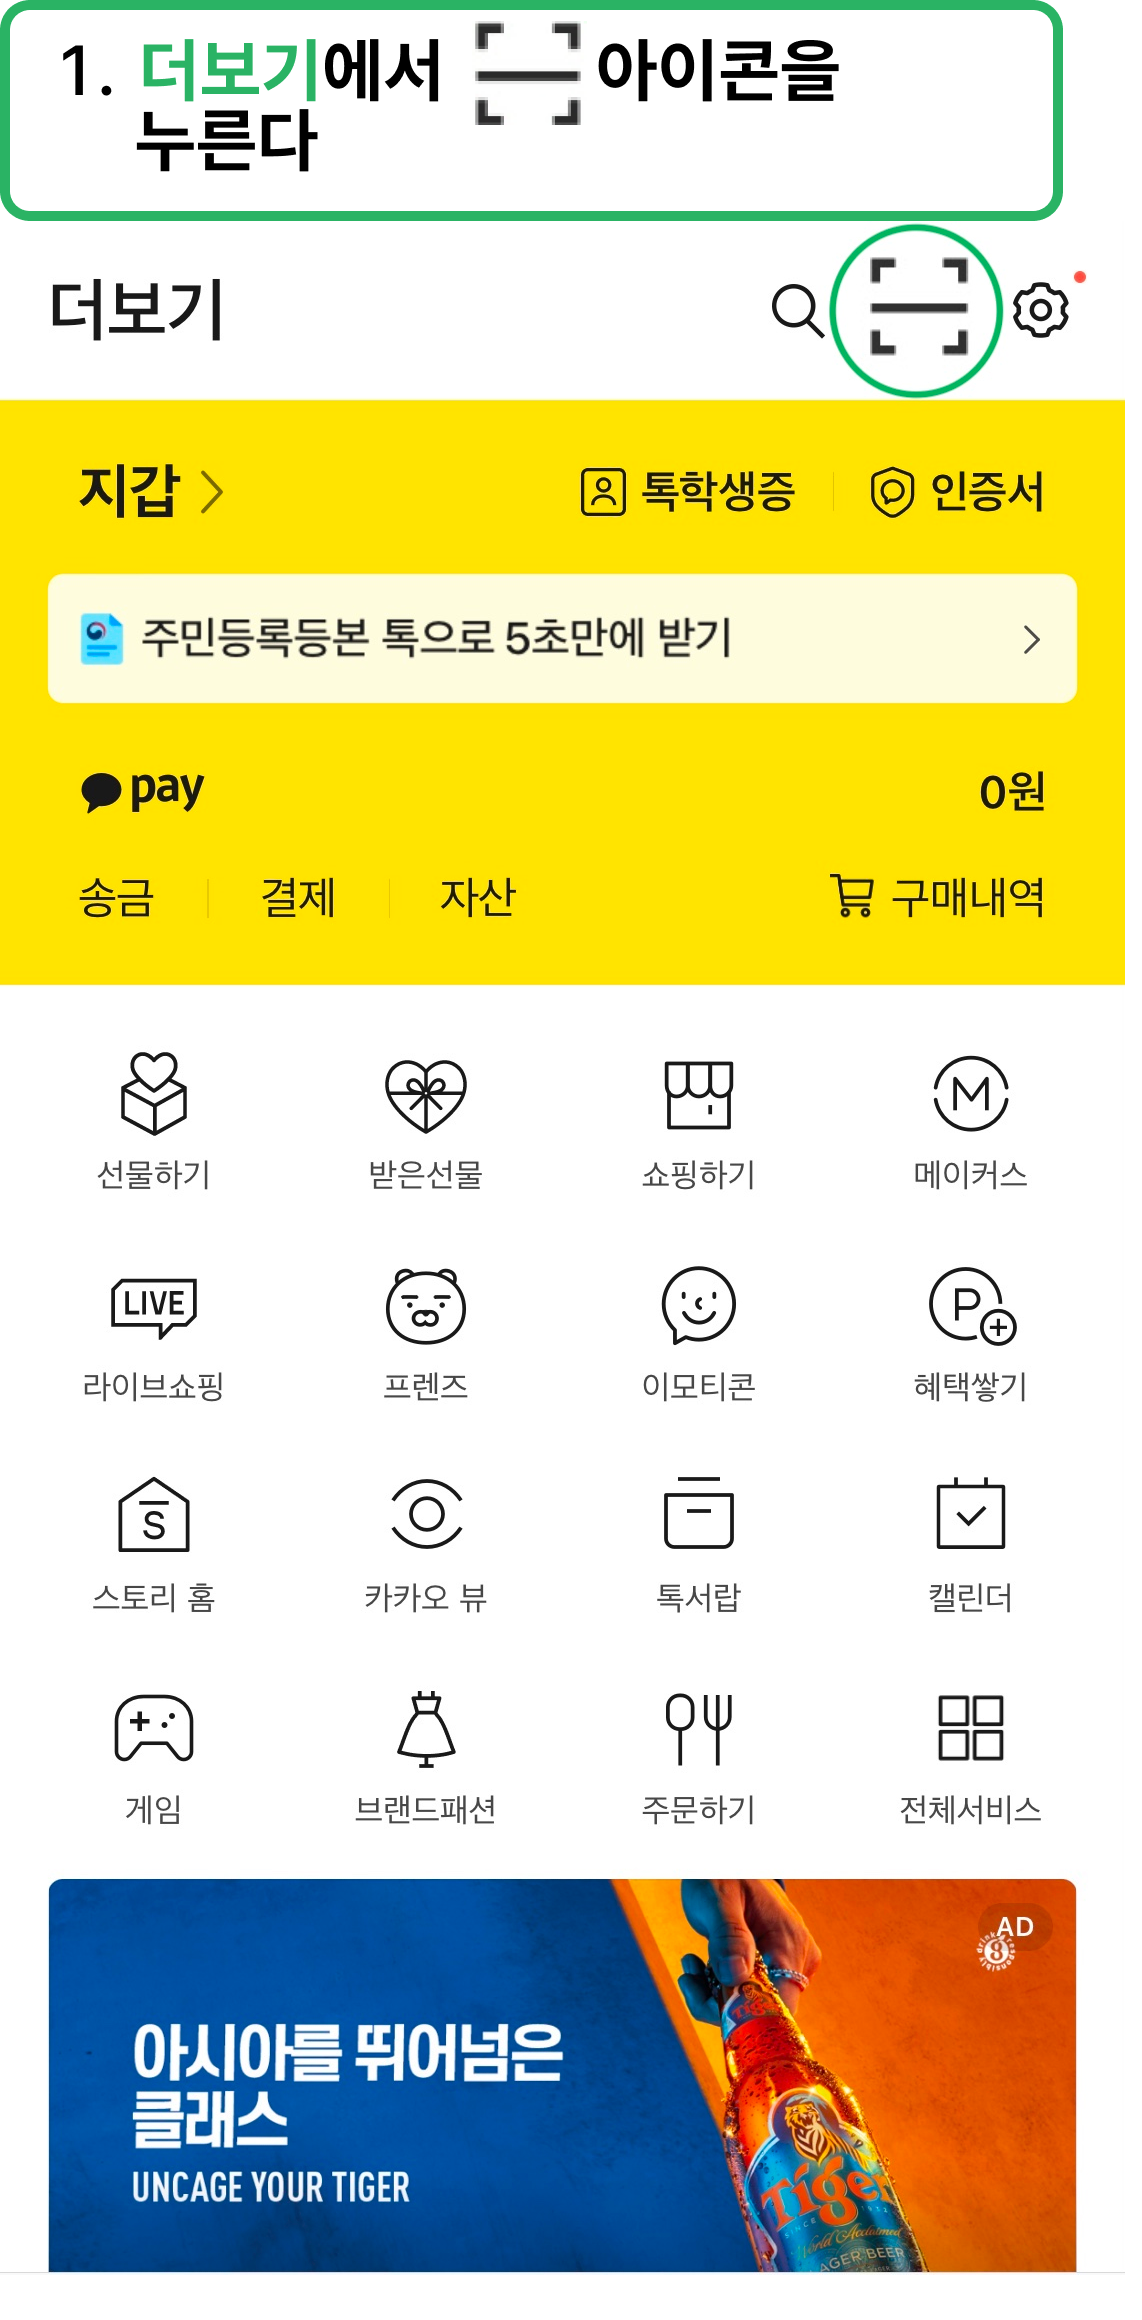 1. 더보기에서 아이콘을
누른다
더보기
지갑 톡학생증 인증서
주민등록등본 톡으로 5초만에 받기
pay 0원
송금 결제 자산 구매내역
선물하기 받은선물 쇼핑하기 메이커스
LIVE P
라이브쇼핑 프렌즈 이모티콘 혜택쌓기
S
스토리 홈 카카오 뷰 톡서랍 캘린더
게임 브랜드패션 주문하기 전체서비스
AD
drink responsibly
아시아를 뛰어넘은
클래스
UNCAGE YOUR TIGER
Tiger
World Acclaimed
LAGER BEER